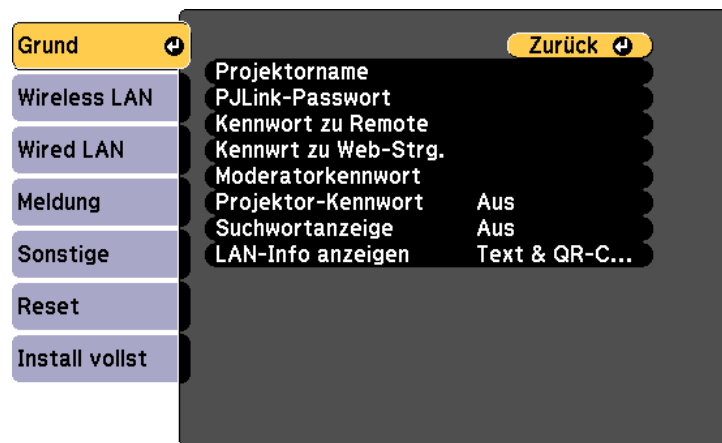 Grund
Wireless LAN
Wired LAN
Meldung
Sonstige
Reset
Install vollst
Zurück
Projektorname
PJLink-Passwort
Kennwort zu Remote
Kennwrt zu Web-Strg.
Moderatorkennwort
Projektor-Kennwort Aus
Suchwortanzeige Aus
LAN-Info anzeigen Text & QR-C...